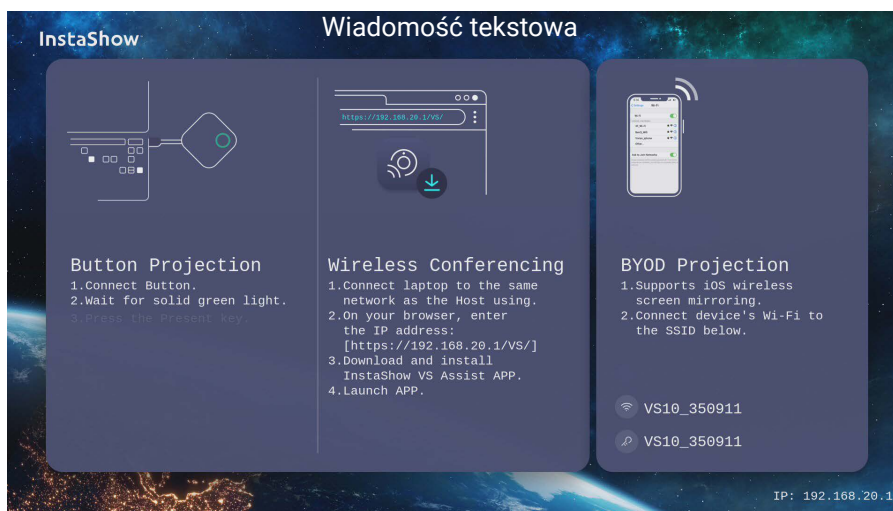 InstaShow
Wiadomość tekstowa
https://192.168.20.1/VS/
Button Projection
1.Connect Button.
2.Wait for solid green light.
3.Press the Present key.
Wireless Conferencing
1.Connect laptop to the same
network as the Host using.
2.On your browser, enter
the IP address:
[https://192.168.20.1/VS/]
3.Download and install
InstaShow VS Assist APP.
4.Launch APP.
Wi-Fi
BYOD Projection
1.Supports iOS wireless
screen mirroring.
2.Connect device's Wi-Fi to
the SSID below.
VS10_350911
VS10_350911
IP: 192.168.20.1